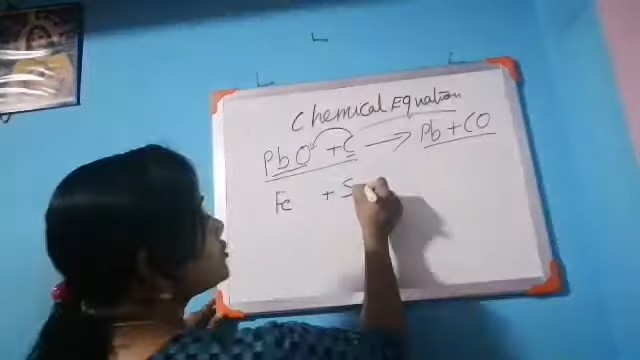 Chemical Equation
PbO + C → Pb + CO
Fe + S